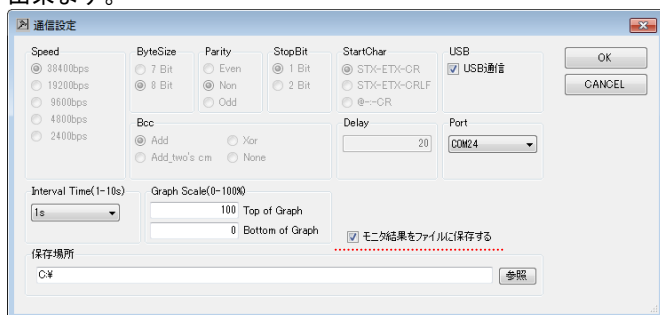 出来ます。
通信設定
Speed
38400bps
19200bps
9600bps
4800bps
2400bps
ByteSize
7 Bit
8 Bit
Parity
Even
Non
Odd
StopBit
1 Bit
2 Bit
StartChar
STX-ETX-CR
STX-ETX-CRLF
@-:-CR
USB
USB通信
OK
CANCEL
Bcc
Add
Xor
Add_two's cm
None
Delay
20
Port
COM24
Interval Time(1-10s)
1s
Graph Scale(0-100%)
100 Top of Graph
0 Bottom of Graph
モニタ結果をファイルに保存する
保存場所
C:¥
参照